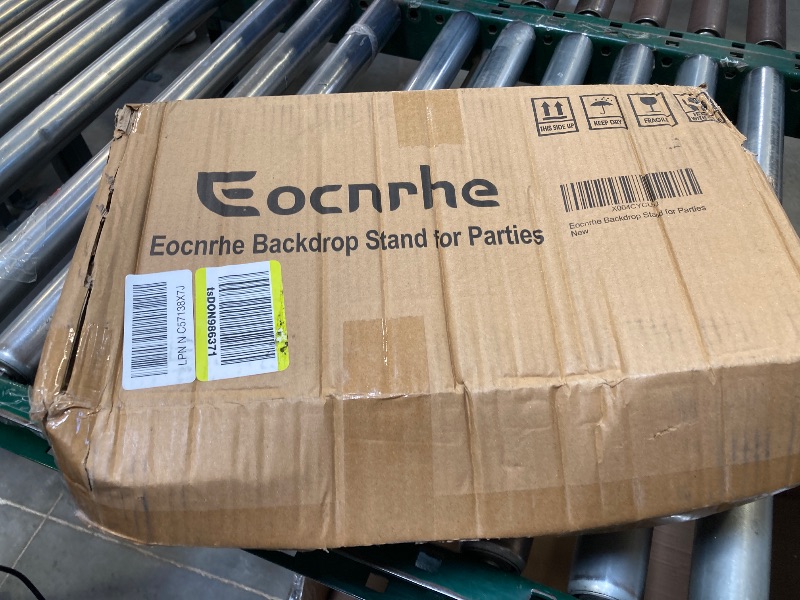 THIS SIDE UP
KEEP DRY
FRAGILE
Eocnrhe
Eocnrhe Backdrop Stand for Parties
Eocnrhe Backdrop Stand for Parties
New
LPN N C57138X7J
tsDON986371